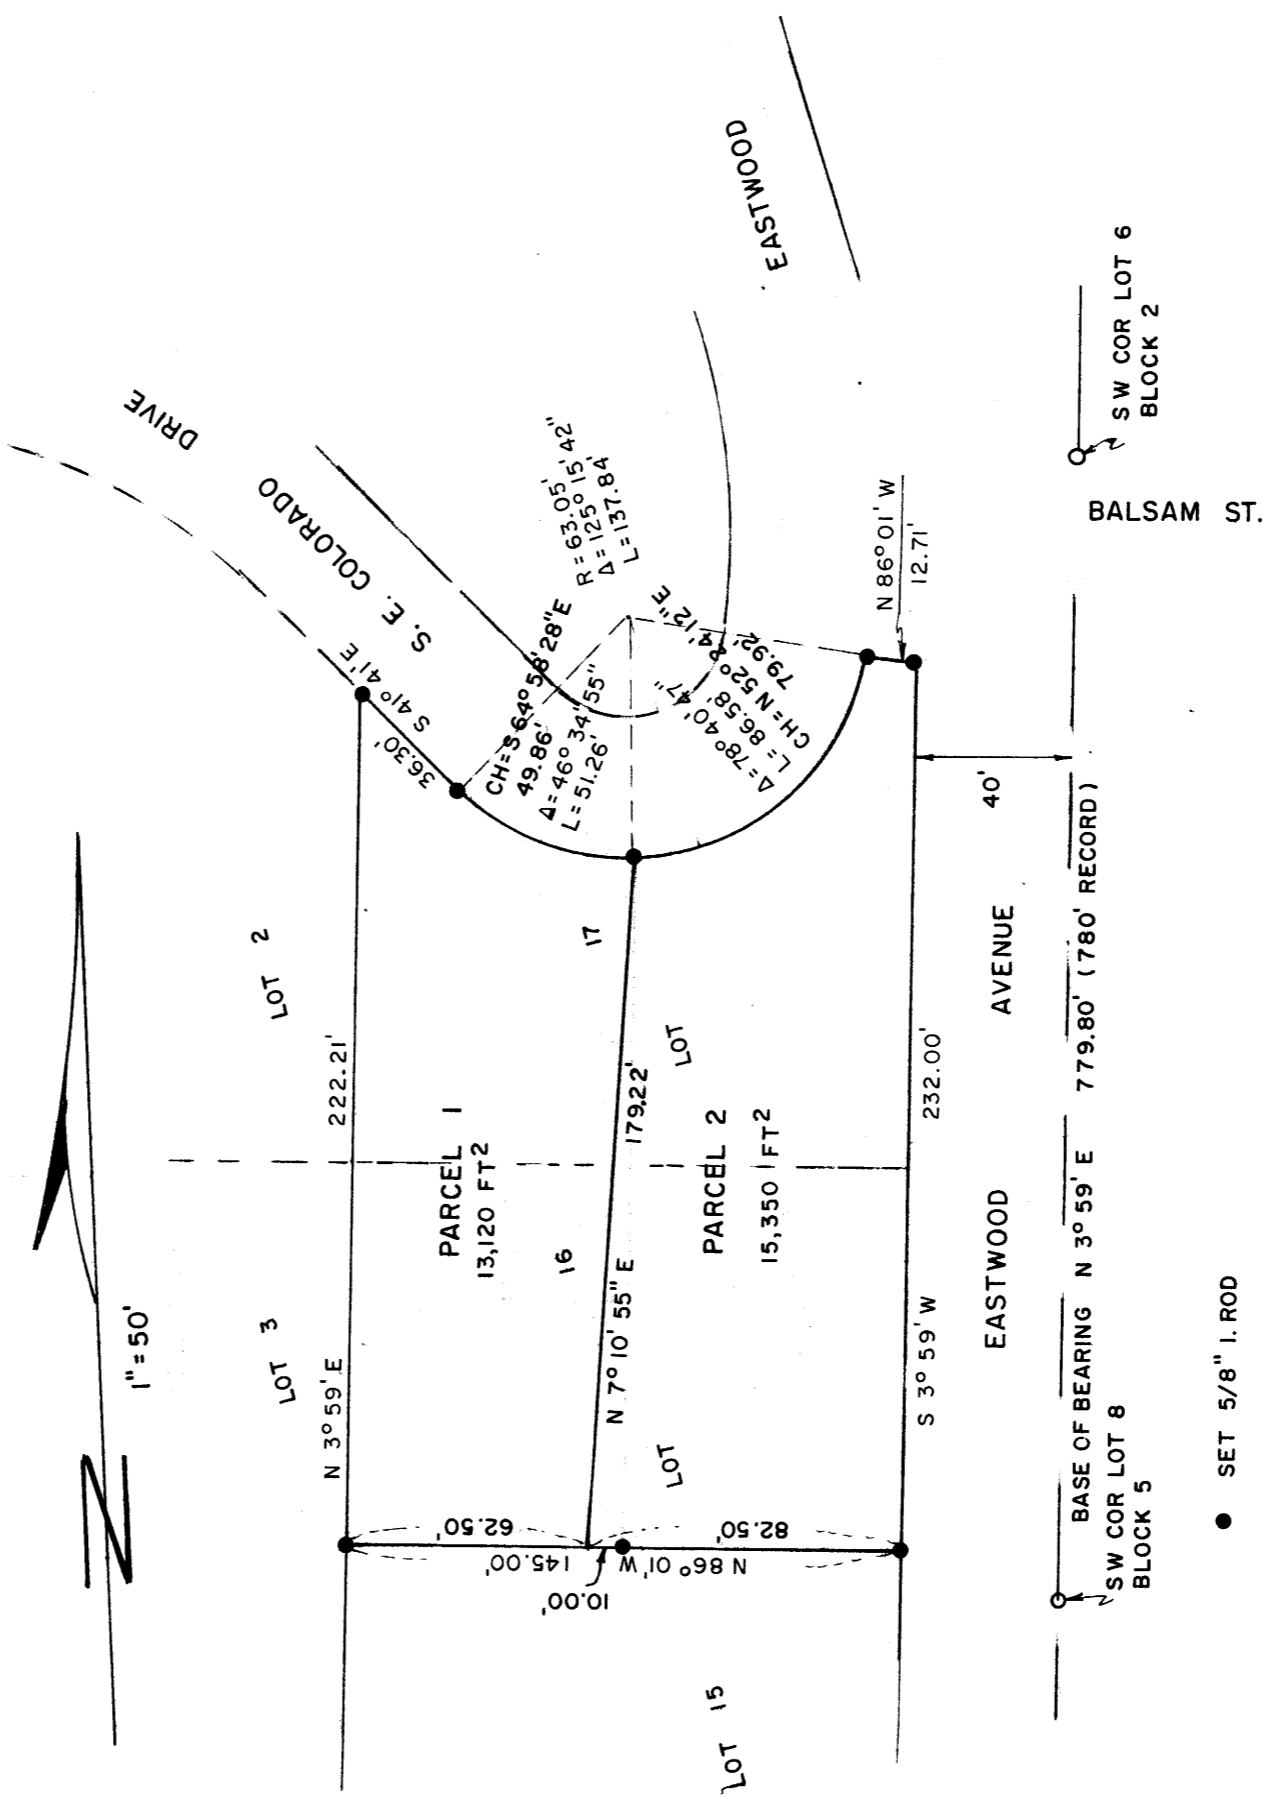 DRIVE
S. E. COLORADO
EASTWOOD
R = 63.05'
Δ = 125° 15' 42"
L = 137.84'
S 41° 41' E
36.30'
CH = S 64° 58' 28" E
49.86'
Δ = 46° 34' 55"
L = 51.26'
Δ = 78° 40' 47"
L = 86.58'
CH = N 52° 24' 12" E
79.92'
N 86° 01' W
12.71'
SW COR LOT 6
BLOCK 2
BALSAM ST.
40'
LOT 2
222.21'
N 3° 59' E
LOT 3
1" = 50'
N
PARCEL 1
13,120 FT2
16
17
LOT
179.22'
N 7° 10' 55" E
PARCEL 2
15,350 FT2
LOT
232.00'
S 3° 59' W
EASTWOOD AVENUE
BASE OF BEARING N 3° 59' E 779.80' (780' RECORD)
SW COR LOT 8
BLOCK 5
62.50'
82.50'
145.00'
N 86° 01' W
10.00'
LOT 15
SET 5/8" I. ROD